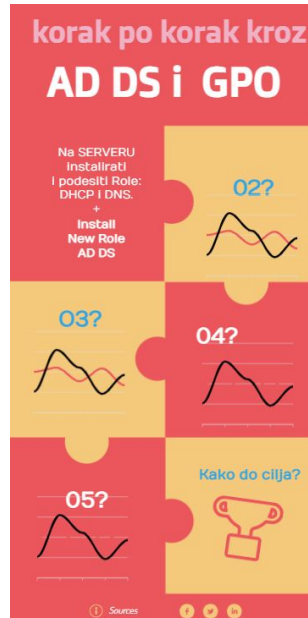 korak po korak kroz
AD DS i GPO
Na SERVERU
instalirati
i podesiti Role:
DHCP i DNS.
+
Install
New Role
AD DS
02?
03?
04?
05?
Kako do cilja?
Sources